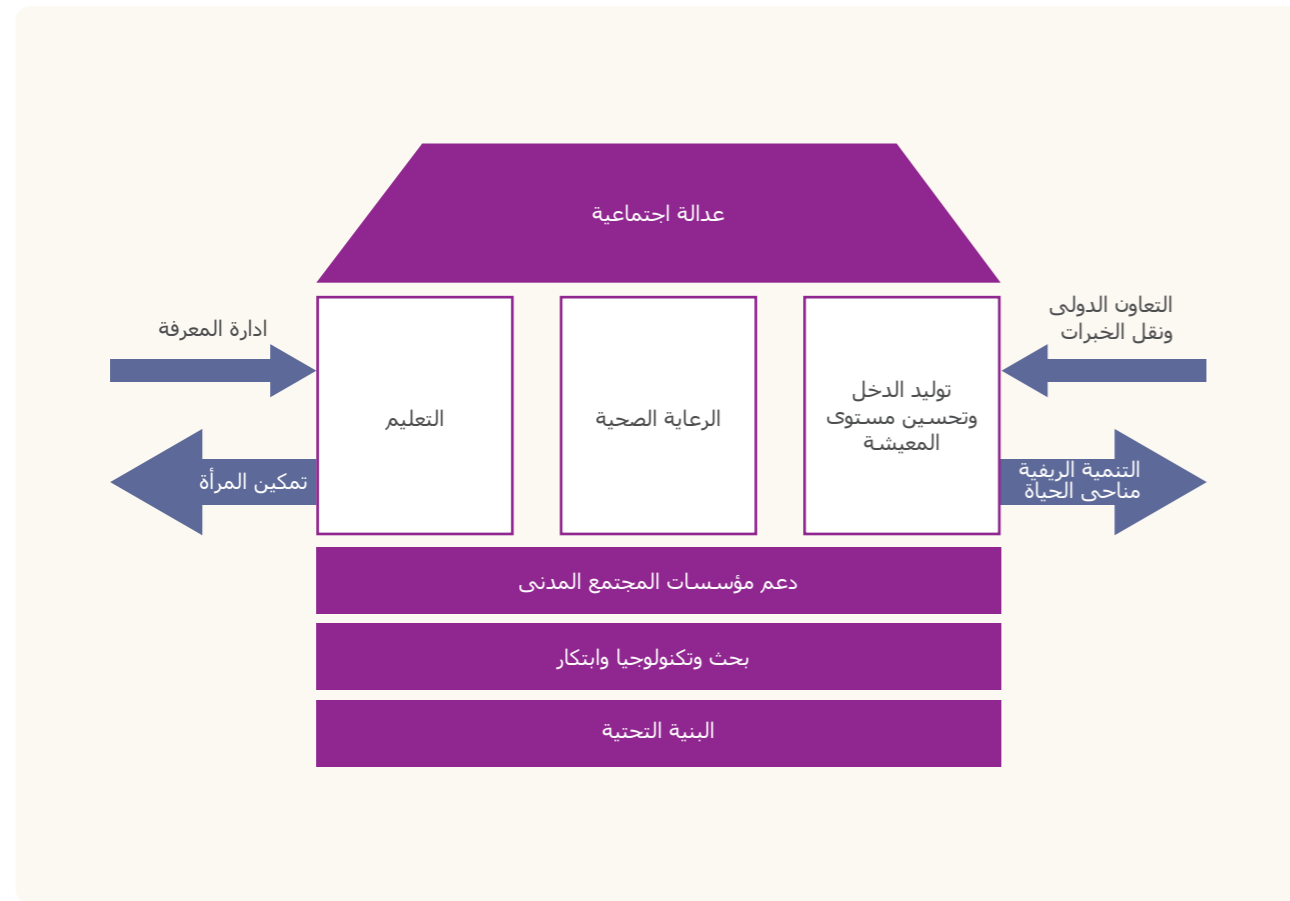 عدالة اجتماعية
التعاون الدولى
ونقل الخبرات
ادارة المعرفة
توليد الدخل
وتحسين مستوى
المعيشة
الرعاية الصحية
التعليم
التنمية الريفية
مناحى الحياة
تمكين المرأة
دعم مؤسسات المجتمع المدنى
بحث وتكنولوجيا وابتكار
البنية التحتية